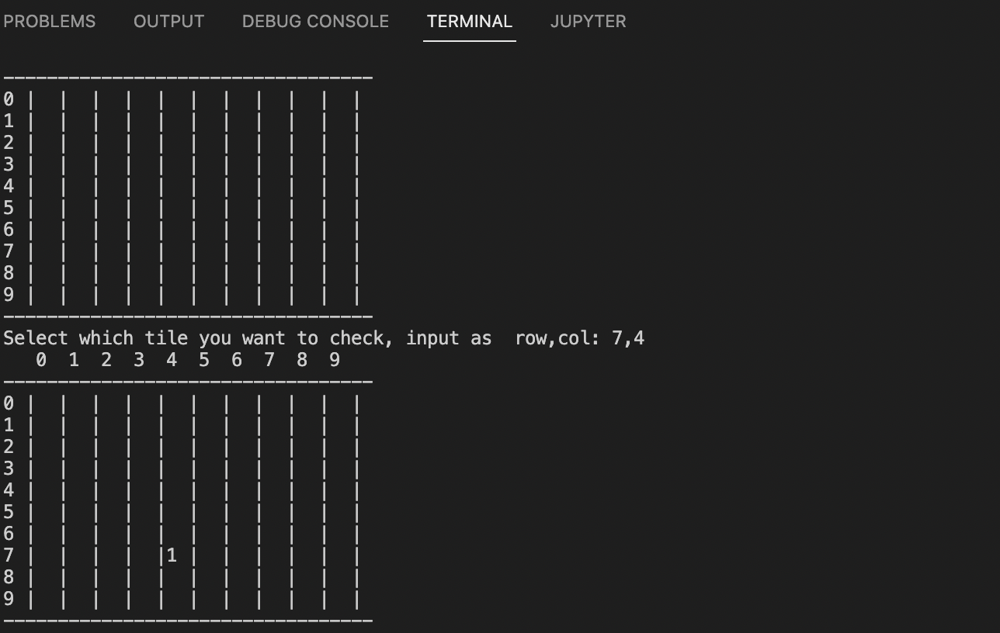 PROBLEMS OUTPUT DEBUG CONSOLE TERMINAL JUPYTER
----------------------------------
0 |  |  |  |  |  |  |  |  |  |  |
1 |  |  |  |  |  |  |  |  |  |  |
2 |  |  |  |  |  |  |  |  |  |  |
3 |  |  |  |  |  |  |  |  |  |  |
4 |  |  |  |  |  |  |  |  |  |  |
5 |  |  |  |  |  |  |  |  |  |  |
6 |  |  |  |  |  |  |  |  |  |  |
7 |  |  |  |  |  |  |  |  |  |  |
8 |  |  |  |  |  |  |  |  |  |  |
9 |  |  |  |  |  |  |  |  |  |  |
----------------------------------
Select which tile you want to check, input as  row,col: 7,4
   0  1  2  3  4  5  6  7  8  9
----------------------------------
0 |  |  |  |  |  |  |  |  |  |  |
1 |  |  |  |  |  |  |  |  |  |  |
2 |  |  |  |  |  |  |  |  |  |  |
3 |  |  |  |  |  |  |  |  |  |  |
4 |  |  |  |  |  |  |  |  |  |  |
5 |  |  |  |  |  |  |  |  |  |  |
6 |  |  |  |  |  |  |  |  |  |  |
7 |  |  |  |  |1 |  |  |  |  |  |
8 |  |  |  |  |  |  |  |  |  |  |
9 |  |  |  |  |  |  |  |  |  |  |
----------------------------------